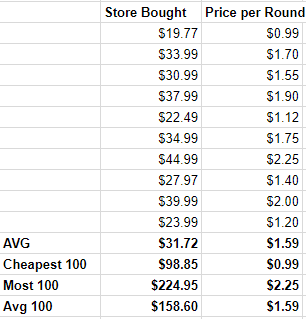 Store Bought Price per Round
$19.77 $0.99
$33.99 $1.70
$30.99 $1.55
$37.99 $1.90
$22.49 $1.12
$34.99 $1.75
$44.99 $2.25
$27.97 $1.40
$39.99 $2.00
$23.99 $1.20
AVG $31.72 $1.59
Cheapest 100 $98.85 $0.99
Most 100 $224.95 $2.25
Avg 100 $158.60 $1.59